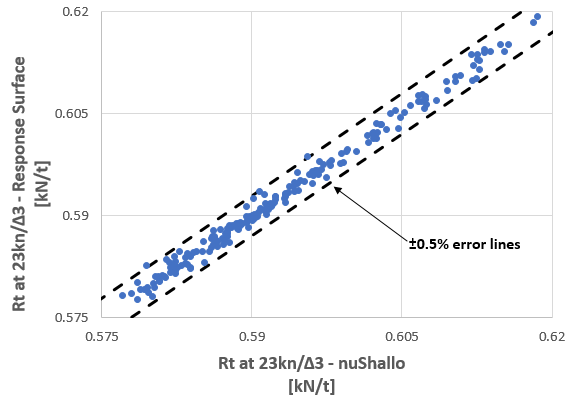 0.62
0.605
0.59
0.575
Rt at 23kn/Δ3 - Response Surface
[kN/t]
±0.5% error lines
0.575
0.59
0.605
0.62
Rt at 23kn/Δ3 - nuShallo
[kN/t]